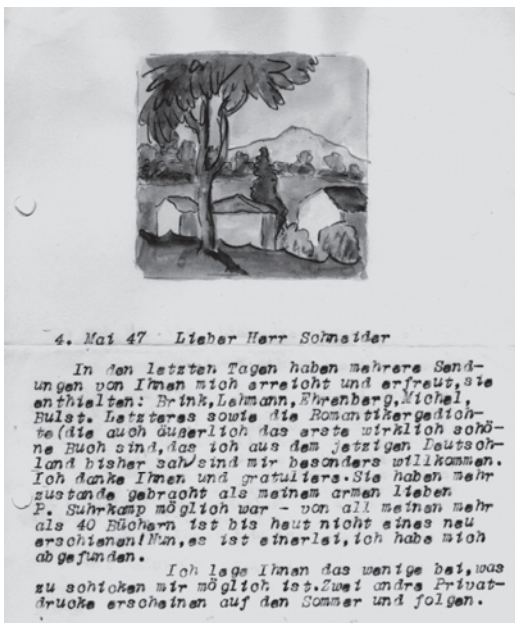 4. Mai 47 Lieber Herr Schneider
In den letzten Tagen haben mehrere Send-
ungen von Ihnen mich erreicht und erfreut,sie
enthielten: Brink,Lehmann,Ehrenberg,Michel,
Bulst. Letzteres sowie die Romantikergedich-
te(die auch äußerlich das erste wirklich schö-
ne Buch sind,das ich aus dem jetzigen Deutsch-
land bisher sah)sind mir besonders willkommen.
Ich danke Ihnen und gratuliere.Sie haben mehr
zustande gebracht als meinem armen lieben
P. Suhrkamp möglich war - von all meinen mehr
als 40 Büchern ist bis heut nicht eines neu
erschienen!Nun,es ist einerlei,ich habe mich
abgefunden.
Ich lege Ihnen das wenige bei,was
zu schicken mir möglich ist.Zwei andre Privat-
drucke erscheinen auf den Sommer und folgen.